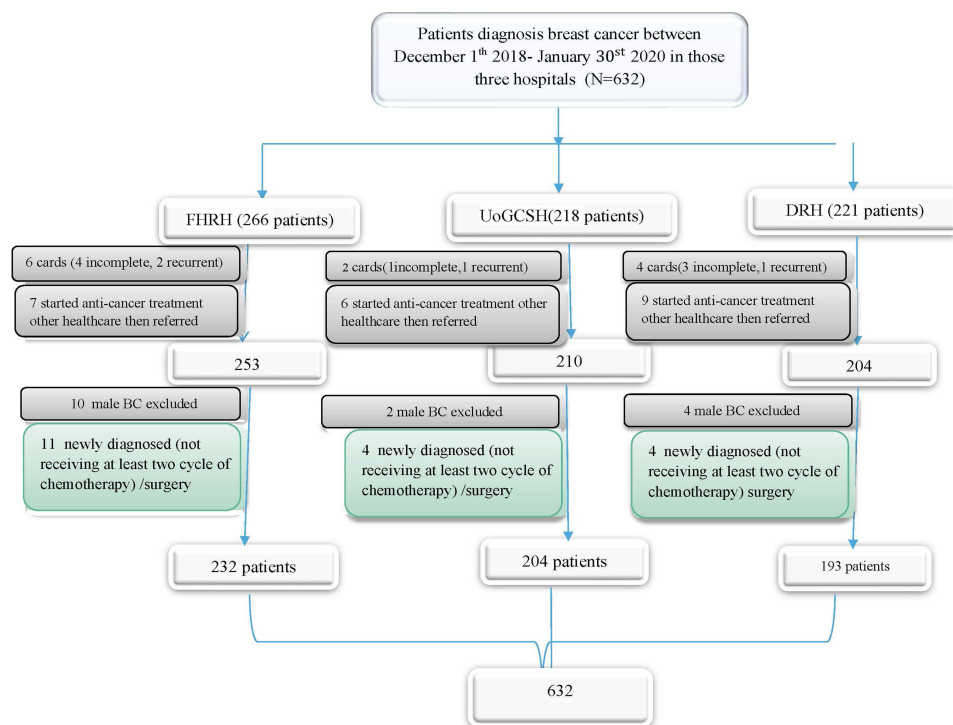 Patients diagnosis breast cancer between
December 1th 2018- January 30st 2020 in those
three hospitals (N=632)
FHRH (266 patients)
UoGCSH(218 patients)
DRH (221 patients)
6 cards (4 incomplete, 2 recurrent)
2 cards(1incomplete,1 recurrent)
4 cards(3 incomplete,1 recurrent)
7 started anti-cancer treatment
other healthcare then referred
6 started anti-cancer treatment other
healthcare then referred
9 started anti-cancer treatment
other healthcare then referred
253
210
204
10 male BC excluded
2 male BC excluded
4 male BC excluded
11 newly diagnosed (not
receiving at least two cycle of
chemotherapy) /surgery
4 newly diagnosed (not
receiving at least two cycle of
chemotherapy) /surgery
4 newly diagnosed (not
receiving at least two cycle of
chemotherapy) surgery
232 patients
204 patients
193 patients
632